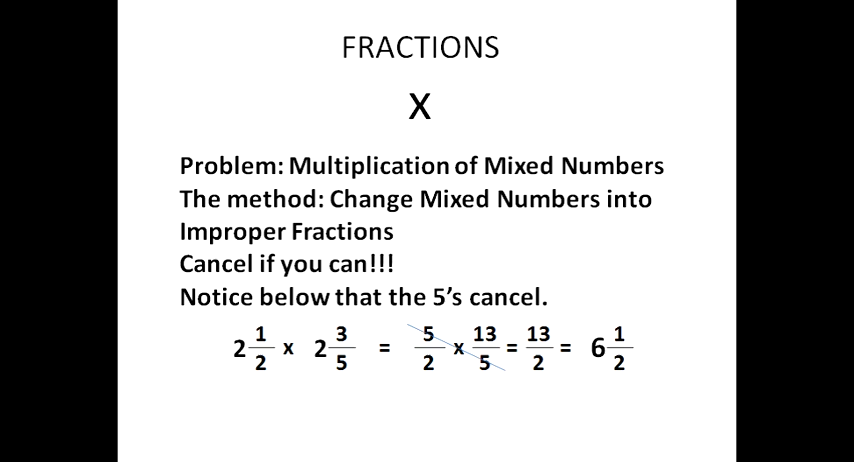 FRACTIONS
X
Problem: Multiplication of Mixed Numbers
The method: Change Mixed Numbers into
Improper Fractions
Cancel if you can!!!
Notice below that the 5’s cancel.
2 1/2 x 2 3/5 = 5/2 x 13/5 = 13/2 = 6 1/2